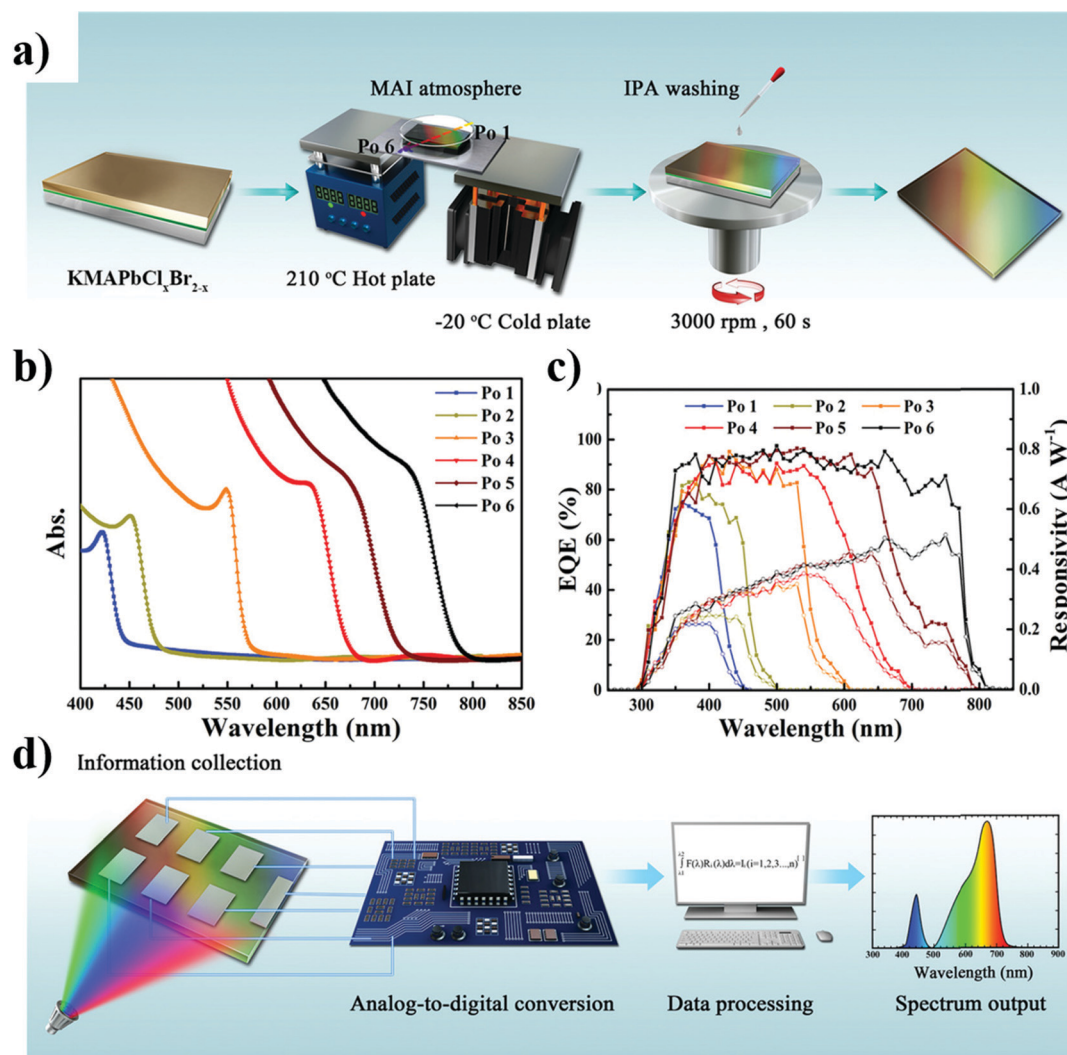 a)
MAI atmosphere
IPA washing
Po 1
Po 6
KMAPbClₓBr₂₋ₓ
210 °C Hot plate
-20 °C Cold plate
3000 rpm , 60 s
b)
Abs.
Po 1
Po 2
Po 3
Po 4
Po 5
Po 6
400 450 500 550 600 650 700 750 800 850
Wavelength (nm)
c)
EQE (%)
100
80
60
40
20
0
Po 1 Po 2 Po 3
Po 4 Po 5 Po 6
1.0
0.8
0.6
0.4
0.2
0.0
Responsivity (A W⁻¹)
300 400 500 600 700 800
Wavelength (nm)
d)
Information collection
Analog-to-digital conversion
Data processing
300 400 500 600 700 800 900
Wavelength (nm)
Spectrum output